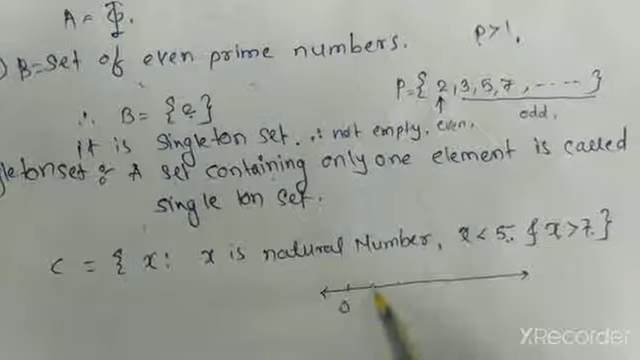 A = Φ.
) B = set of even prime numbers.
P > 1.
∴ B = {2}
P = { 2, 3, 5, 7, ----- }
even.
odd.
it is singleton set. ∴ not empty.
gletonset : A set containing only one element is called
single ton set.
C = { x : x is natural Number, x < 5. { x > 7. }
0
XRecorder